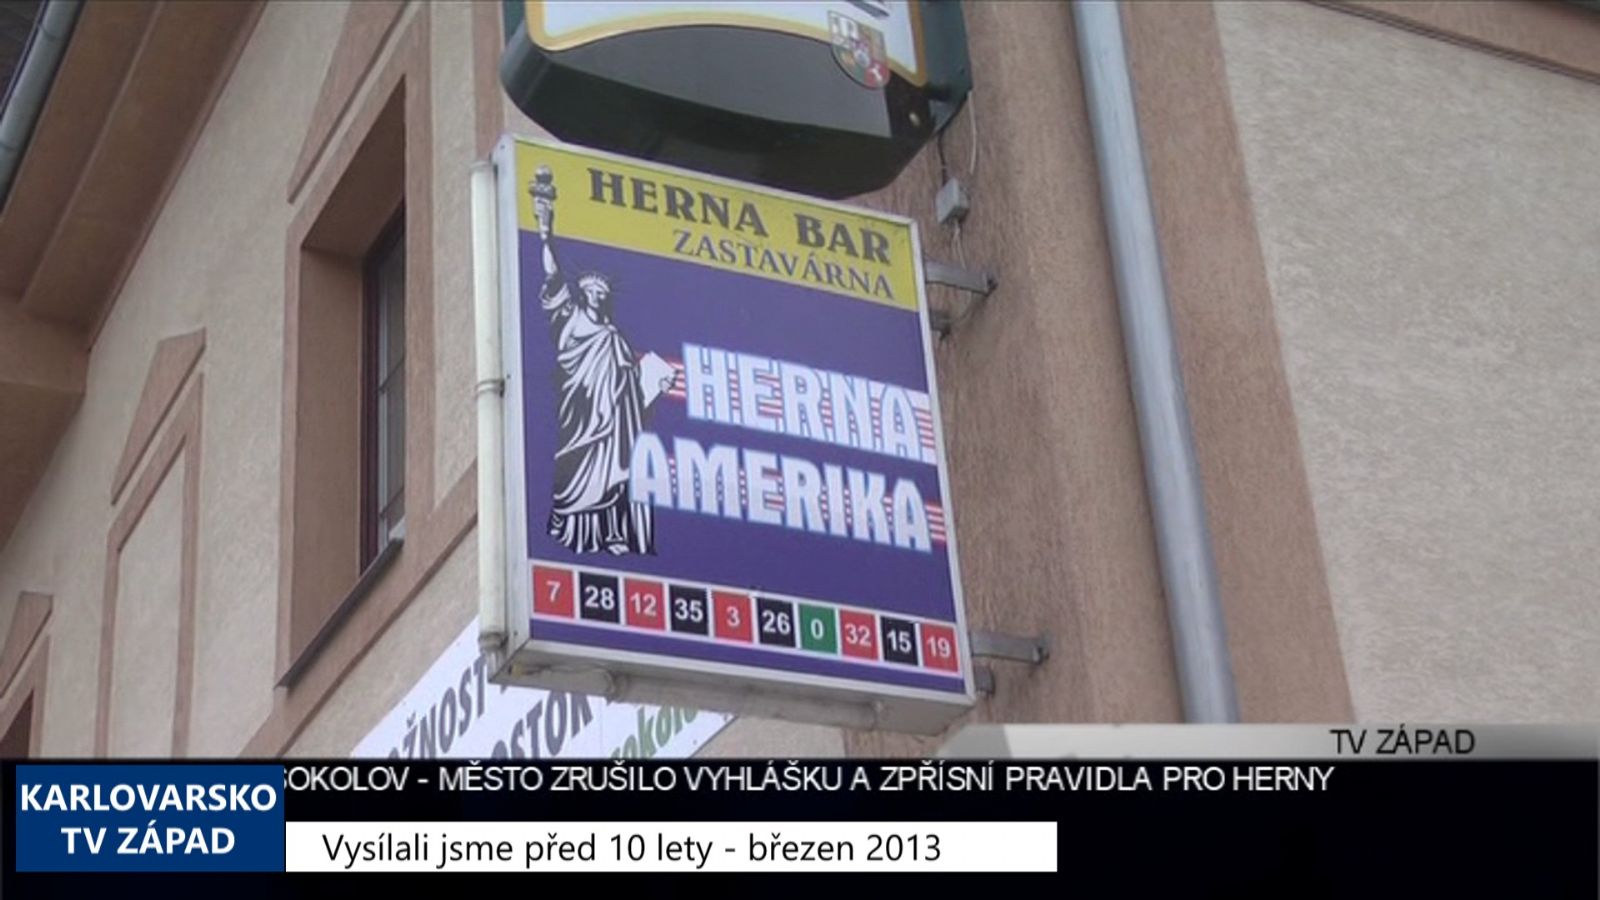 HERNA BAR
ZASTAVÁRNA
HERNA
AMERIKA
7 28 12 35 3 26 0 32 15 19
TV ZÁPAD
SOKOLOV - MĚSTO ZRUŠILO VYHLÁŠKU A ZPŘÍSNÍ PRAVIDLA PRO HERNY
KARLOVARSKO
TV ZÁPAD
Vysílali jsme před 10 lety - březen 2013